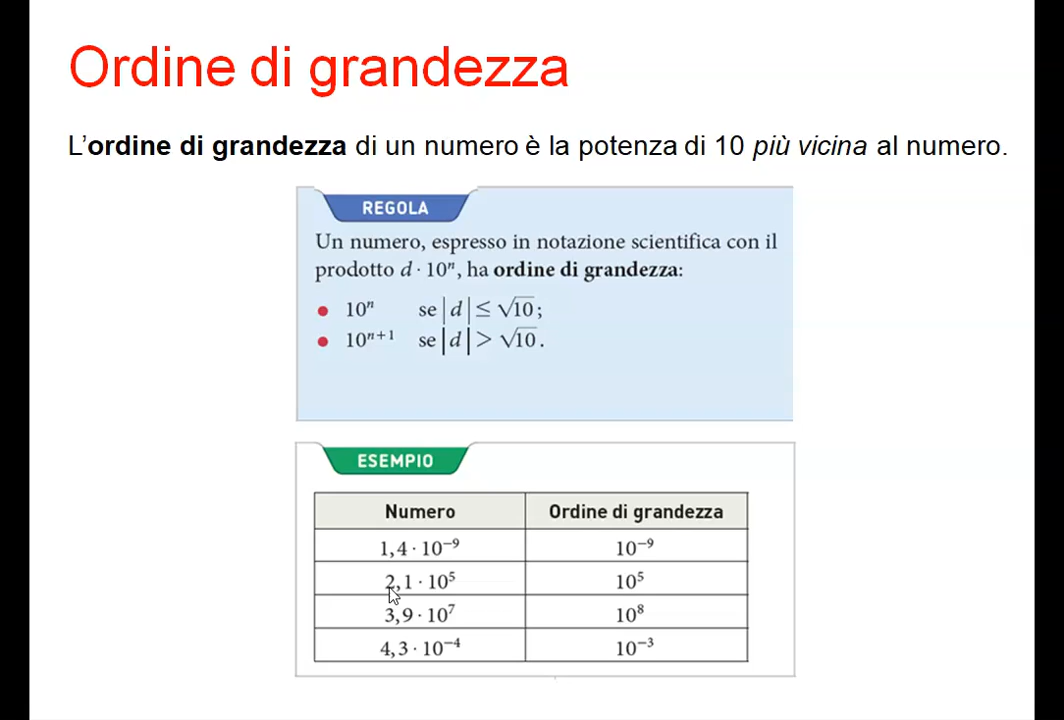 Ordine di grandezza
L’ordine di grandezza di un numero è la potenza di 10 più vicina al numero.
REGOLA
Un numero, espresso in notazione scientifica con il
prodotto d · 10ⁿ, ha ordine di grandezza:
• 10ⁿ se |d| ≤ √10;
• 10ⁿ⁺¹ se |d| > √10.
ESEMPIO
Numero Ordine di grandezza
1,4 · 10⁻⁹ 10⁻⁹
2,1 · 10⁵ 10⁵
3,9 · 10⁷ 10⁸
4,3 · 10⁻⁴ 10⁻³